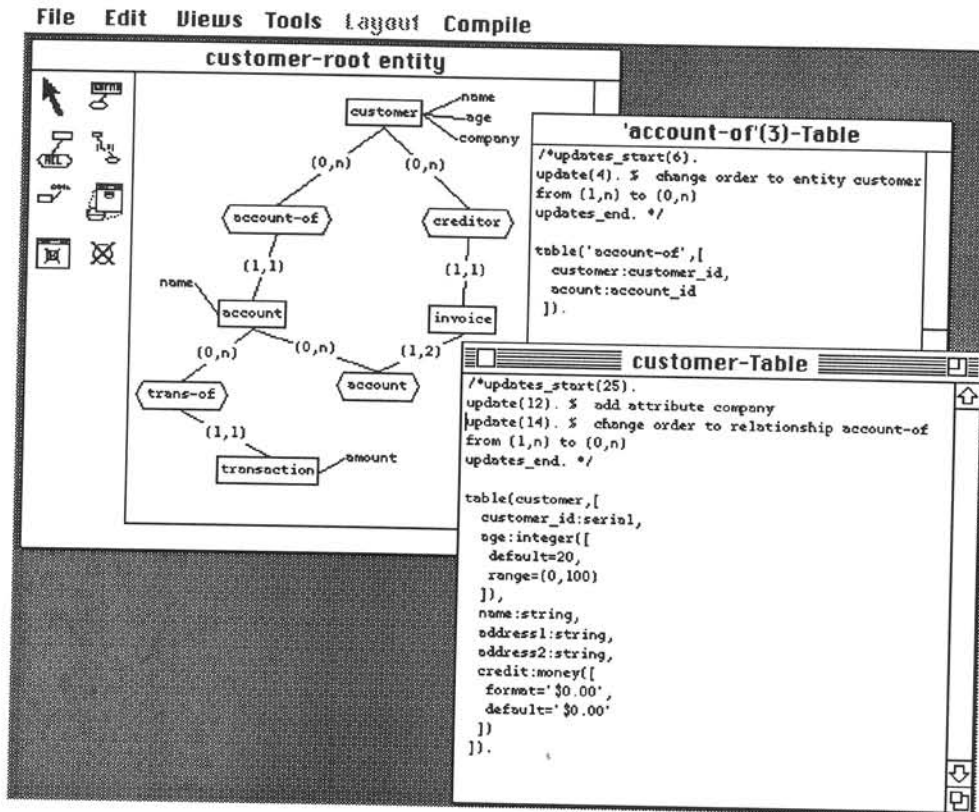 File Edit Views Tools Layout Compile
customer-root entity
REL
customer
name
age
company
(0,n) (0,n)
account-of creditor
(1,1) (1,1)
name
account invoice
(0,n) (0,n) (1,2)
trans-of account
(1,1)
transaction
amount
'account-of'(3)-Table
/*updates_start(6).
update(4). % change order to entity customer
from (1,n) to (0,n)
updates_end. */
table('account-of',[
customer:customer_id,
acount:account_id
]).
customer-Table
/*updates_start(25).
update(12). % add attribute company
update(14). % change order to relationship account-of
from (1,n) to (0,n)
updates_end. */
table(customer,[
customer_id:serial,
age:integer([
default=20,
range=(0,100)
]),
name:string,
address1:string,
address2:string,
credit:money([
format='$0.00',
default='$0.00'
])
]).